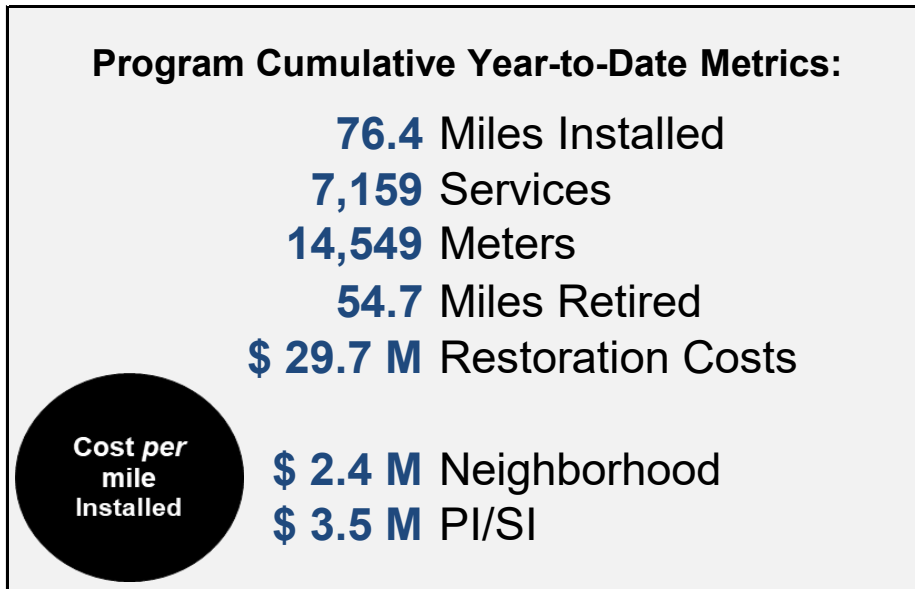 Program Cumulative Year-to-Date Metrics:
76.4 Miles Installed
7,159 Services
14,549 Meters
54.7 Miles Retired
$ 29.7 M Restoration Costs
Cost per
mile
Installed
$ 2.4 M Neighborhood
$ 3.5 M PI/SI